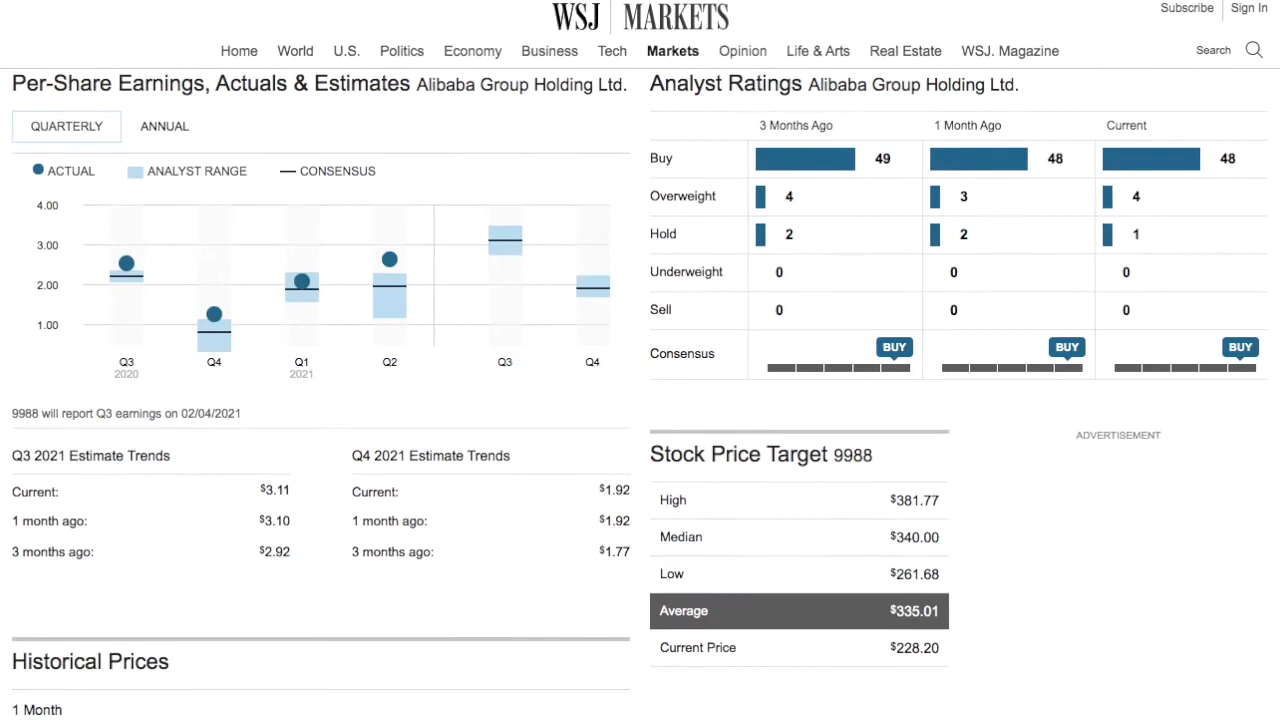 WSJ MARKETS
Subscribe Sign In
Home World U.S. Politics Economy Business Tech Markets Opinion Life & Arts Real Estate WSJ. Magazine Search
Per-Share Earnings, Actuals & Estimates Alibaba Group Holding Ltd.
QUARTERLY ANNUAL
ACTUAL ANALYST RANGE CONSENSUS
4.00
3.00
2.00
1.00
Q3 Q4 Q1 Q2 Q3 Q4
2020 2021
9988 will report Q3 earnings on 02/04/2021
Q3 2021 Estimate Trends
Current: $3.11
1 month ago: $3.10
3 months ago: $2.92
Q4 2021 Estimate Trends
Current: $1.92
1 month ago: $1.92
3 months ago: $1.77
Historical Prices
1 Month
Analyst Ratings Alibaba Group Holding Ltd.
3 Months Ago 1 Month Ago Current
Buy 49 48 48
Overweight 4 3 4
Hold 2 2 1
Underweight 0 0 0
Sell 0 0 0
Consensus BUY BUY BUY
Stock Price Target 9988
High $381.77
Median $340.00
Low $261.68
Average $335.01
Current Price $228.20
ADVERTISEMENT